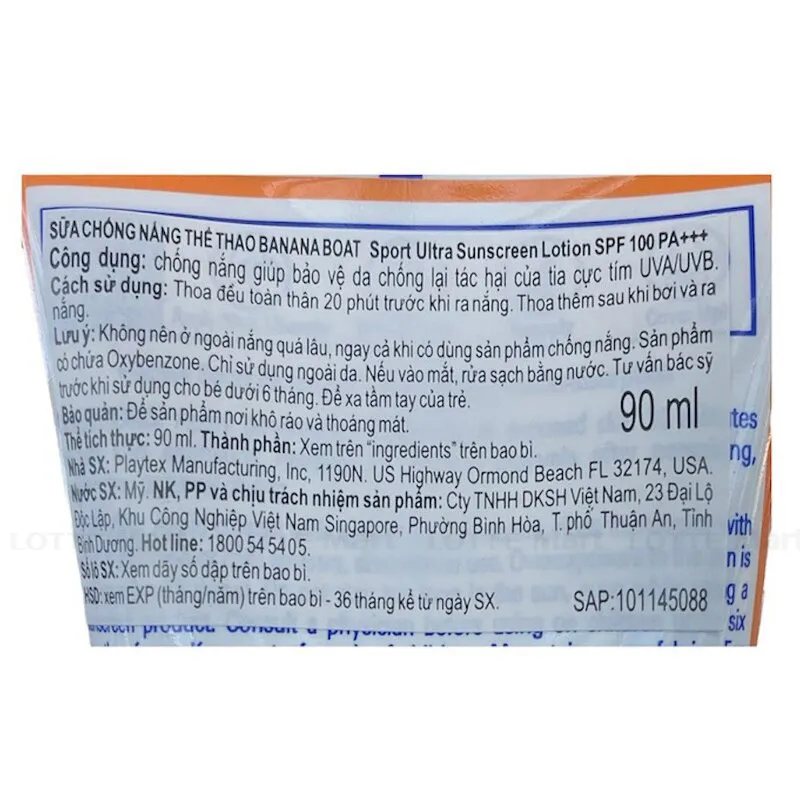 SỮA CHỐNG NẮNG THỂ THAO BANANA BOAT Sport Ultra Sunscreen Lotion SPF 100 PA+++
Công dụng: chống nắng giúp bảo vệ da chống lại tác hại của tia cực tím UVA/UVB.
Cách sử dụng: Thoa đều toàn thân 20 phút trước khi ra nắng. Thoa thêm sau khi bơi và ra
nắng.
Lưu ý: Không nên ở ngoài nắng quá lâu, ngay cả khi có dùng sản phẩm chống nắng. Sản phẩm
có chứa Oxybenzone. Chỉ sử dụng ngoài da. Nếu vào mắt, rửa sạch bằng nước. Tư vấn bác sỹ
trước khi sử dụng cho bé dưới 6 tháng. Để xa tầm tay của trẻ.
Bảo quản: Để sản phẩm nơi khô ráo và thoáng mát.
90 ml
Thể tích thực: 90 ml. Thành phần: Xem trên "ingredients" trên bao bì.
Nhà SX: Playtex Manufacturing, Inc, 1190N. US Highway Ormond Beach FL 32174, USA.
Nước SX: Mỹ. NK, PP và chịu trách nhiệm sản phẩm: Cty TNHH DKSH Việt Nam, 23 Đại Lộ
Độc Lập, Khu Công Nghiệp Việt Nam Singapore, Phường Bình Hòa, T. phố Thuận An, Tỉnh
Bình Dương. Hot line: 1800 54 54 05.
Số lô SX: Xem dãy số dập trên bao bì.
HSD: xem EXP (tháng/năm) trên bao bì - 36 tháng kể từ ngày SX. SAP:101145088